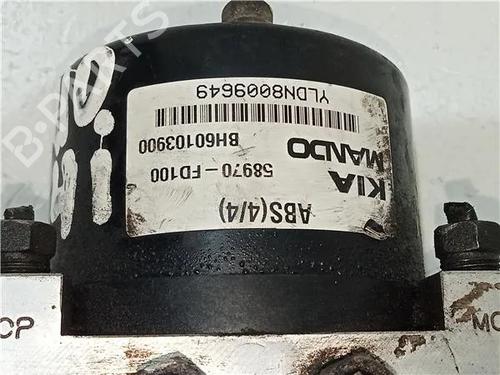 ABS(4/4)
KIA
58970-FD100
MANDO
BH60103900
YLDN8009649
B-PARTS